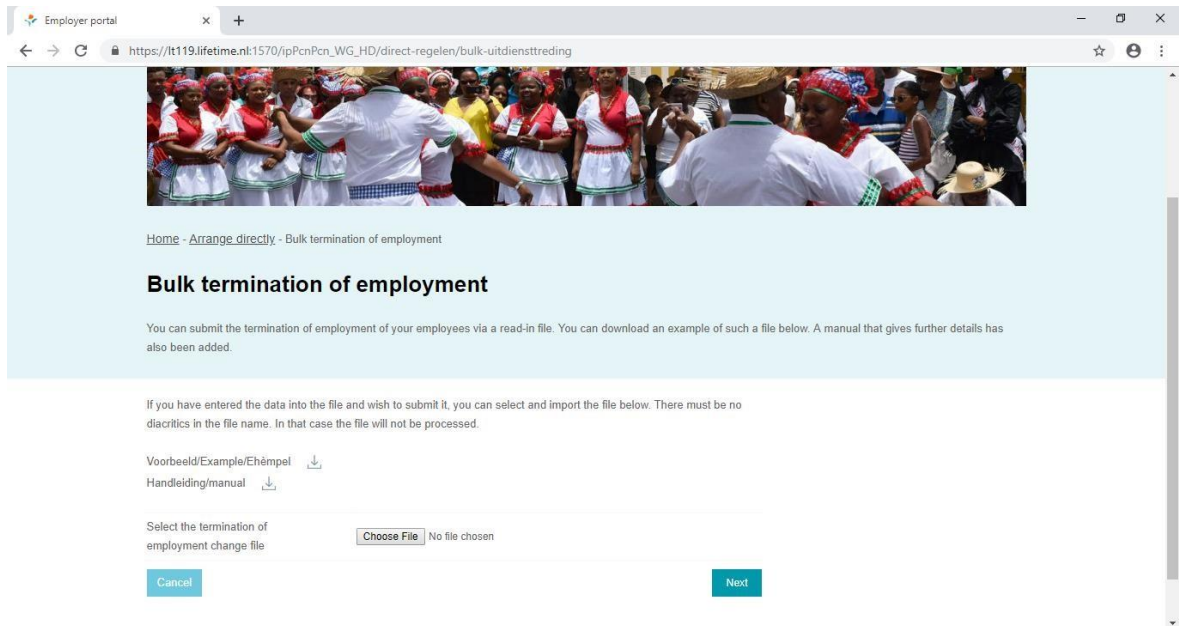 Employer portal
https://lt119.lifetime.nl:1570/ipPcnPcn_WG_HD/direct-regelen/bulk-uitdiensttreding
Home - Arrange directly - Bulk termination of employment
Bulk termination of employment
You can submit the termination of employment of your employees via a read-in file. You can download an example of such a file below. A manual that gives further details has
also been added.
If you have entered the data into the file and wish to submit it, you can select and import the file below. There must be no
diacritics in the file name. In that case the file will not be processed.
Voorbeeld/Example/Ehèmpel
Handleiding/manual
Select the termination of
employment change file
Choose File No file chosen
Cancel
Next